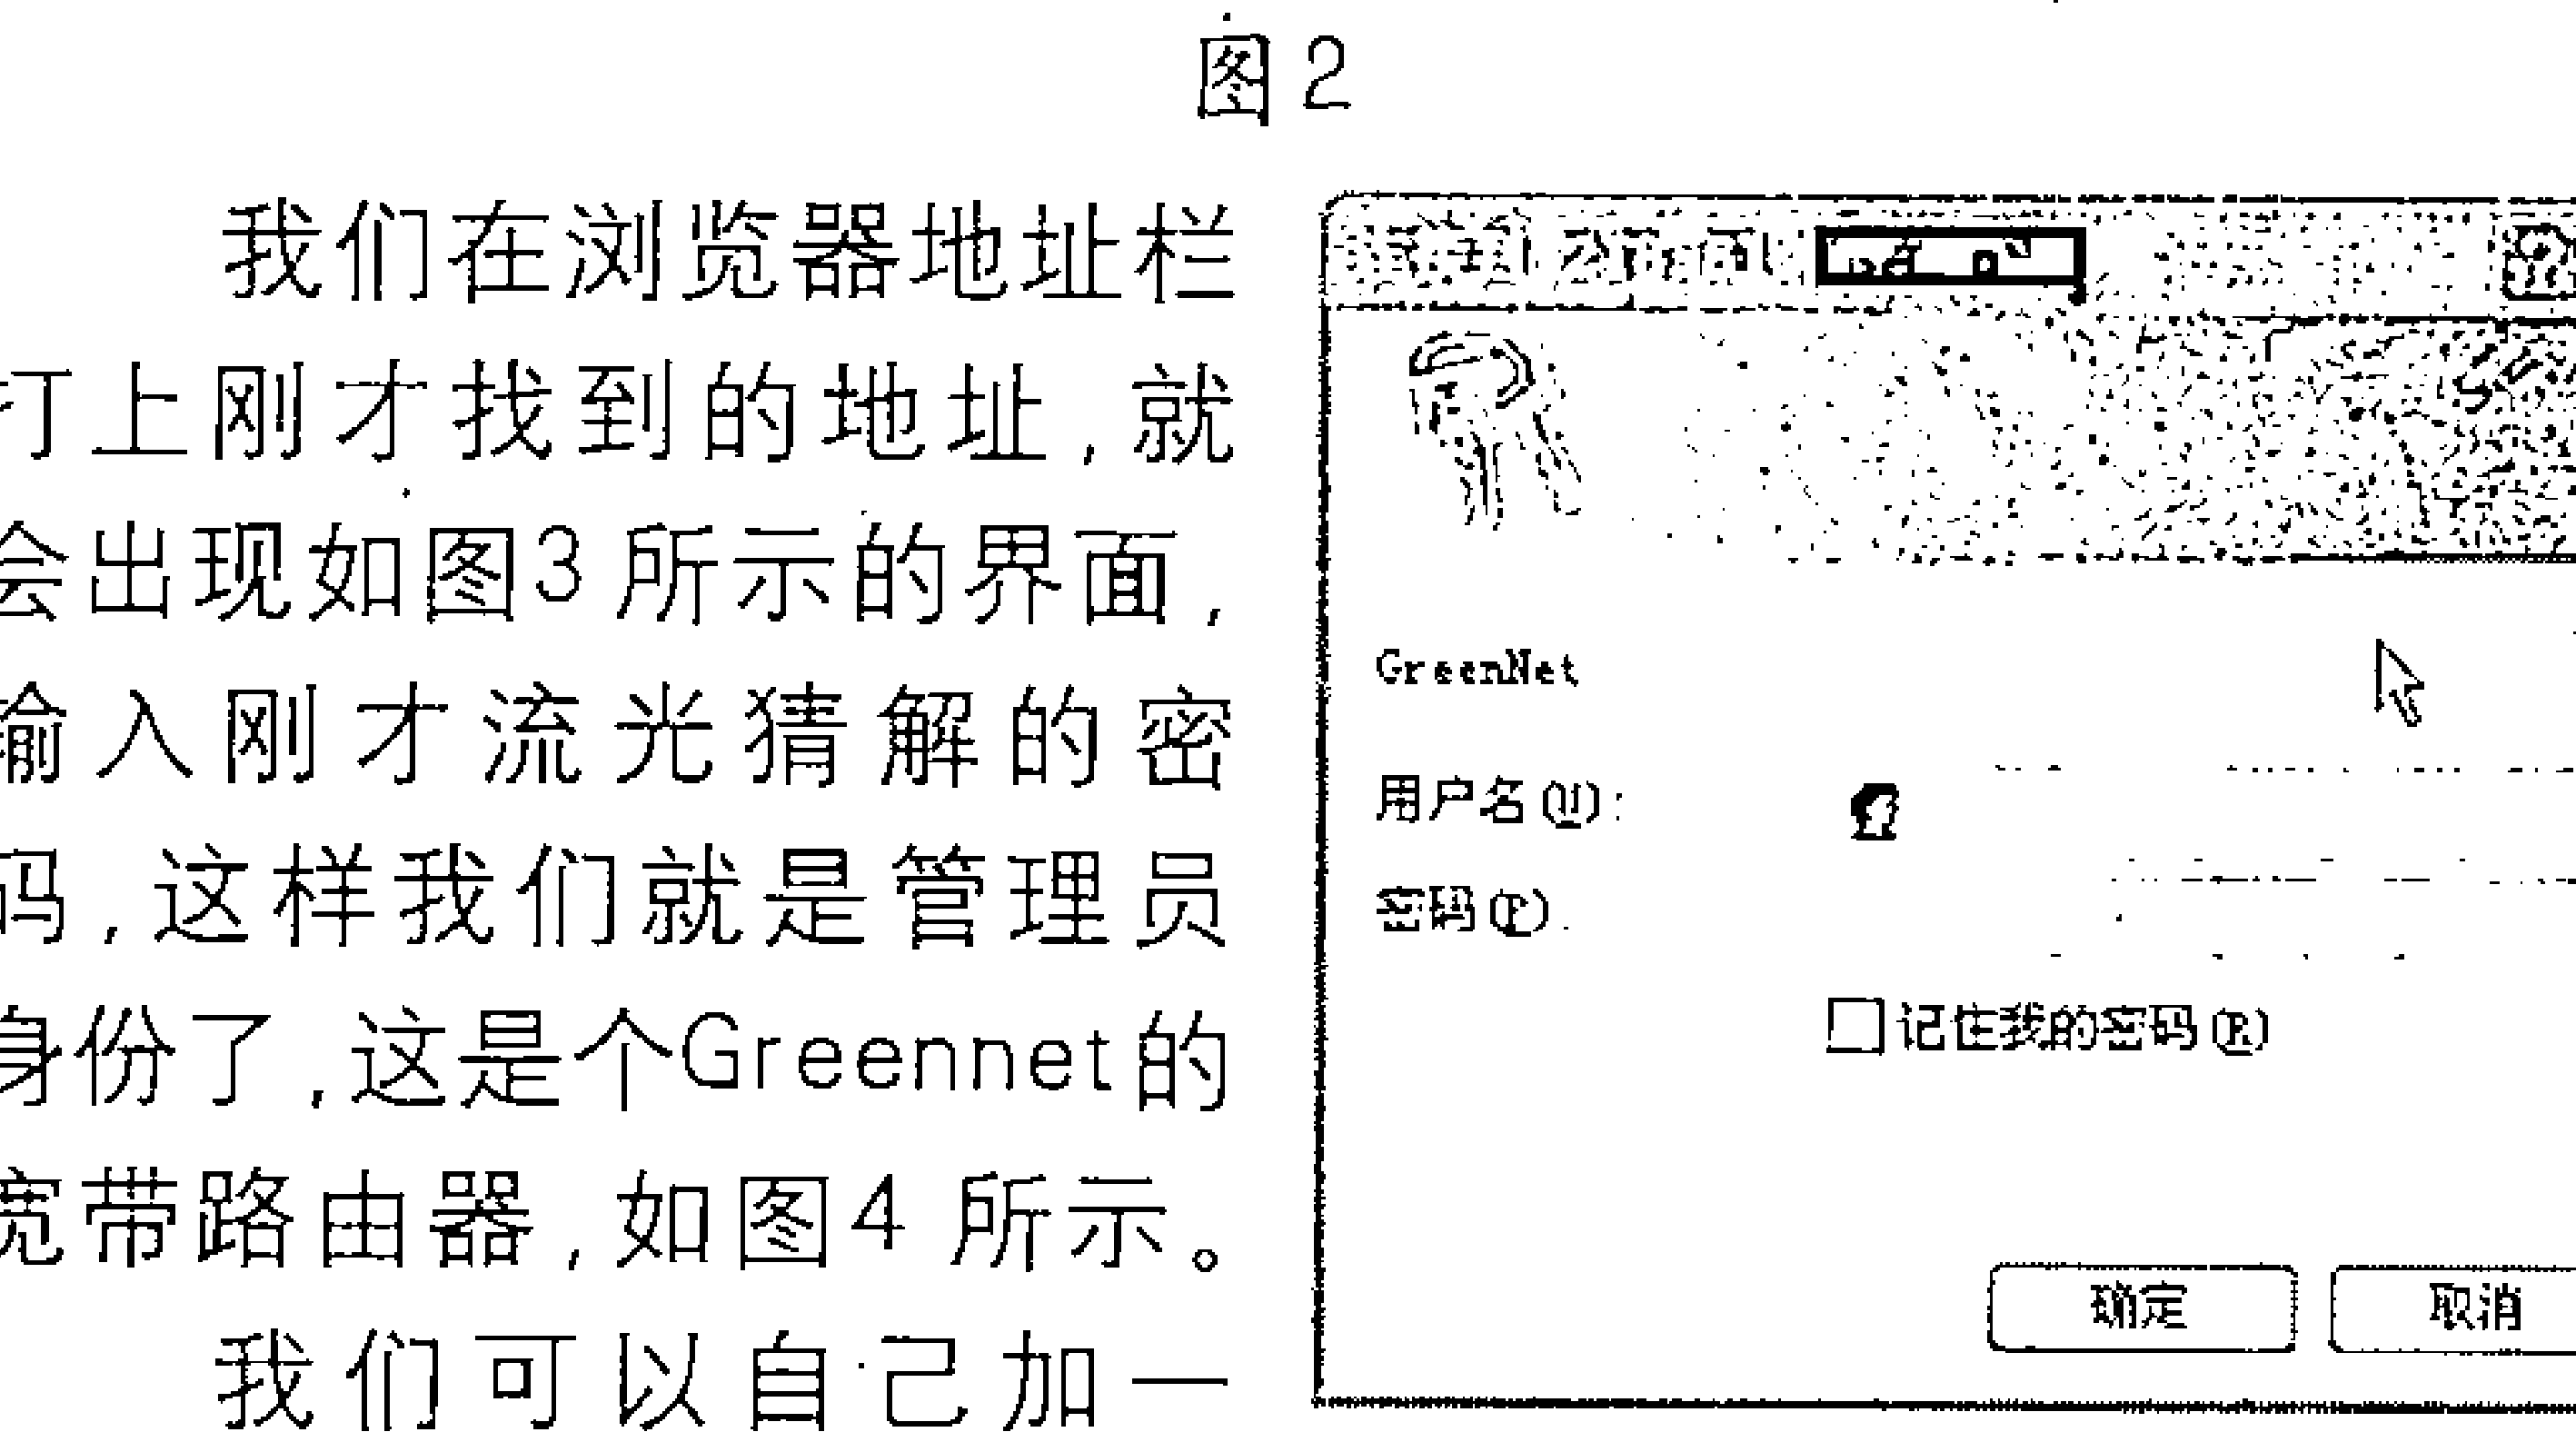 图2
我们在浏览器地址栏
打上刚才找到的地址,就
会出现如图3所示的界面,
输入刚才流光猜解的密
码,这样我们就是管理员
身份了,这是个Greennet的
宽带路由器,如图4所示。
我们可以自己加一
GreenNet
用户名(U):
密码(P):
记住我的密码(R)
确定
取消